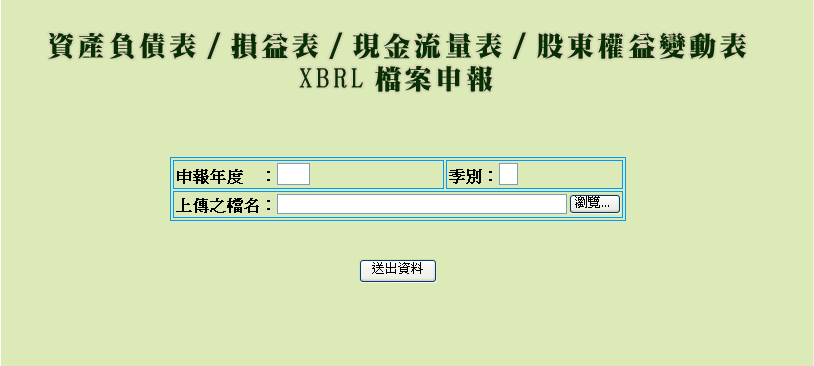 資產負債表/損益表/現金流量表/股東權益變動表
XBRL 檔案申報
申報年度 : 季別:
上傳之檔名: 瀏覽...
送出資料